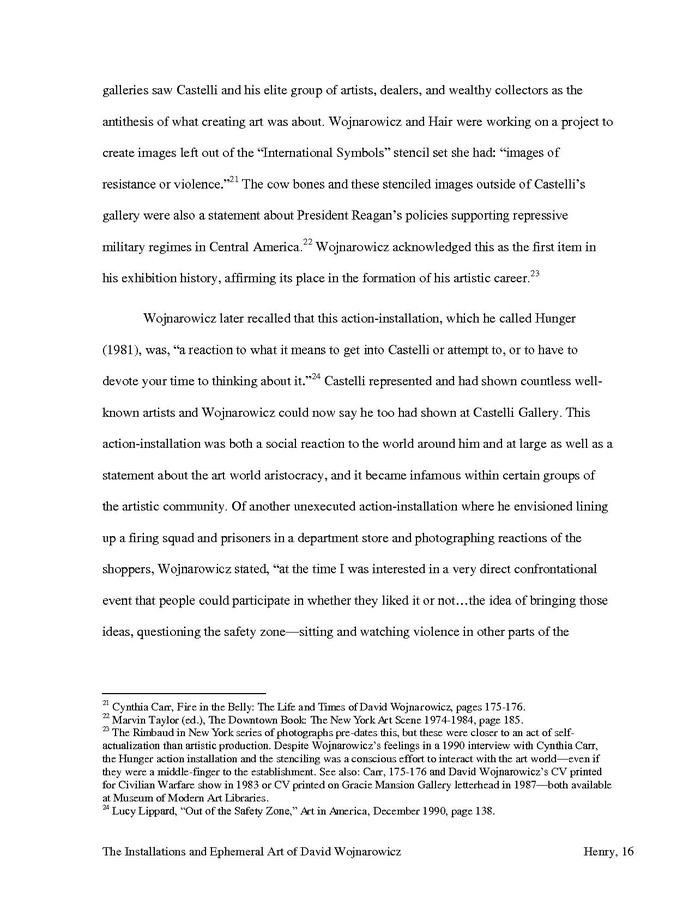 galleries saw Castelli and his elite group of artists, dealers, and wealthy collectors as the
antithesis of what creating art was about. Wojnarowicz and Hair were working on a project to
create images left out of the “International Symbols” stencil set she had: “images of
resistance or violence.”21 The cow bones and these stenciled images outside of Castelli’s
gallery were also a statement about President Reagan’s policies supporting repressive
military regimes in Central America.22 Wojnarowicz acknowledged this as the first item in
his exhibition history, affirming its place in the formation of his artistic career.23
Wojnarowicz later recalled that this action-installation, which he called Hunger
(1981), was, “a reaction to what it means to get into Castelli or attempt to, or to have to
devote your time to thinking about it.”24 Castelli represented and had shown countless well-
known artists and Wojnarowicz could now say he too had shown at Castelli Gallery. This
action-installation was both a social reaction to the world around him and at large as well as a
statement about the art world aristocracy, and it became infamous within certain groups of
the artistic community. Of another unexecuted action-installation where he envisioned lining
up a firing squad and prisoners in a department store and photographing reactions of the
shoppers, Wojnarowicz stated, “at the time I was interested in a very direct confrontational
event that people could participate in whether they liked it or not…the idea of bringing those
ideas, questioning the safety zone—sitting and watching violence in other parts of the
21 Cynthia Carr, Fire in the Belly: The Life and Times of David Wojnarowicz, pages 175-176.
22 Marvin Taylor (ed.), The Downtown Book: The New York Art Scene 1974-1984, page 185.
23 The Rimbaud in New York series of photographs pre-dates this, but these were closer to an act of self-
actualization than artistic production. Despite Wojnarowicz’s feelings in a 1990 interview with Cynthia Carr,
the Hunger action installation and the stenciling was a conscious effort to interact with the art world—even if
they were a middle-finger to the establishment. See also: Carr, 175-176 and David Wojnarowicz’s CV printed
for Civilian Warfare show in 1983 or CV printed on Gracie Mansion Gallery letterhead in 1987—both available
at Museum of Modern Art Libraries.
24 Lucy Lippard, “Out of the Safety Zone,” Art in America, December 1990, page 138.
The Installations and Ephemeral Art of David Wojnarowicz
Henry, 16